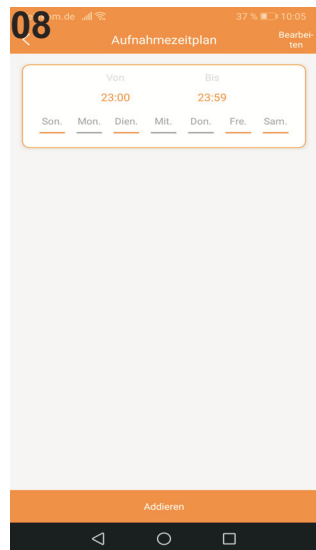 08
m.de 37 % 10:05
Aufnahmezeitplan
Bearbei-
ten
Von Bis
23:00 23:59
Son. Mon. Dien. Mit. Don. Fre. Sam.
Addieren